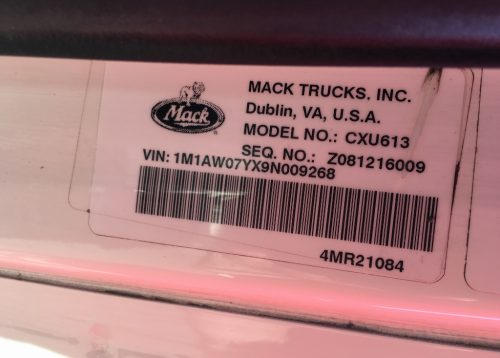 Mack
MACK TRUCKS. INC.
Dublin, VA, U.S.A.
MODEL NO.: CXU613
SEQ. NO.: Z081216009
VIN: 1M1AW07YX9N009268
4MR21084